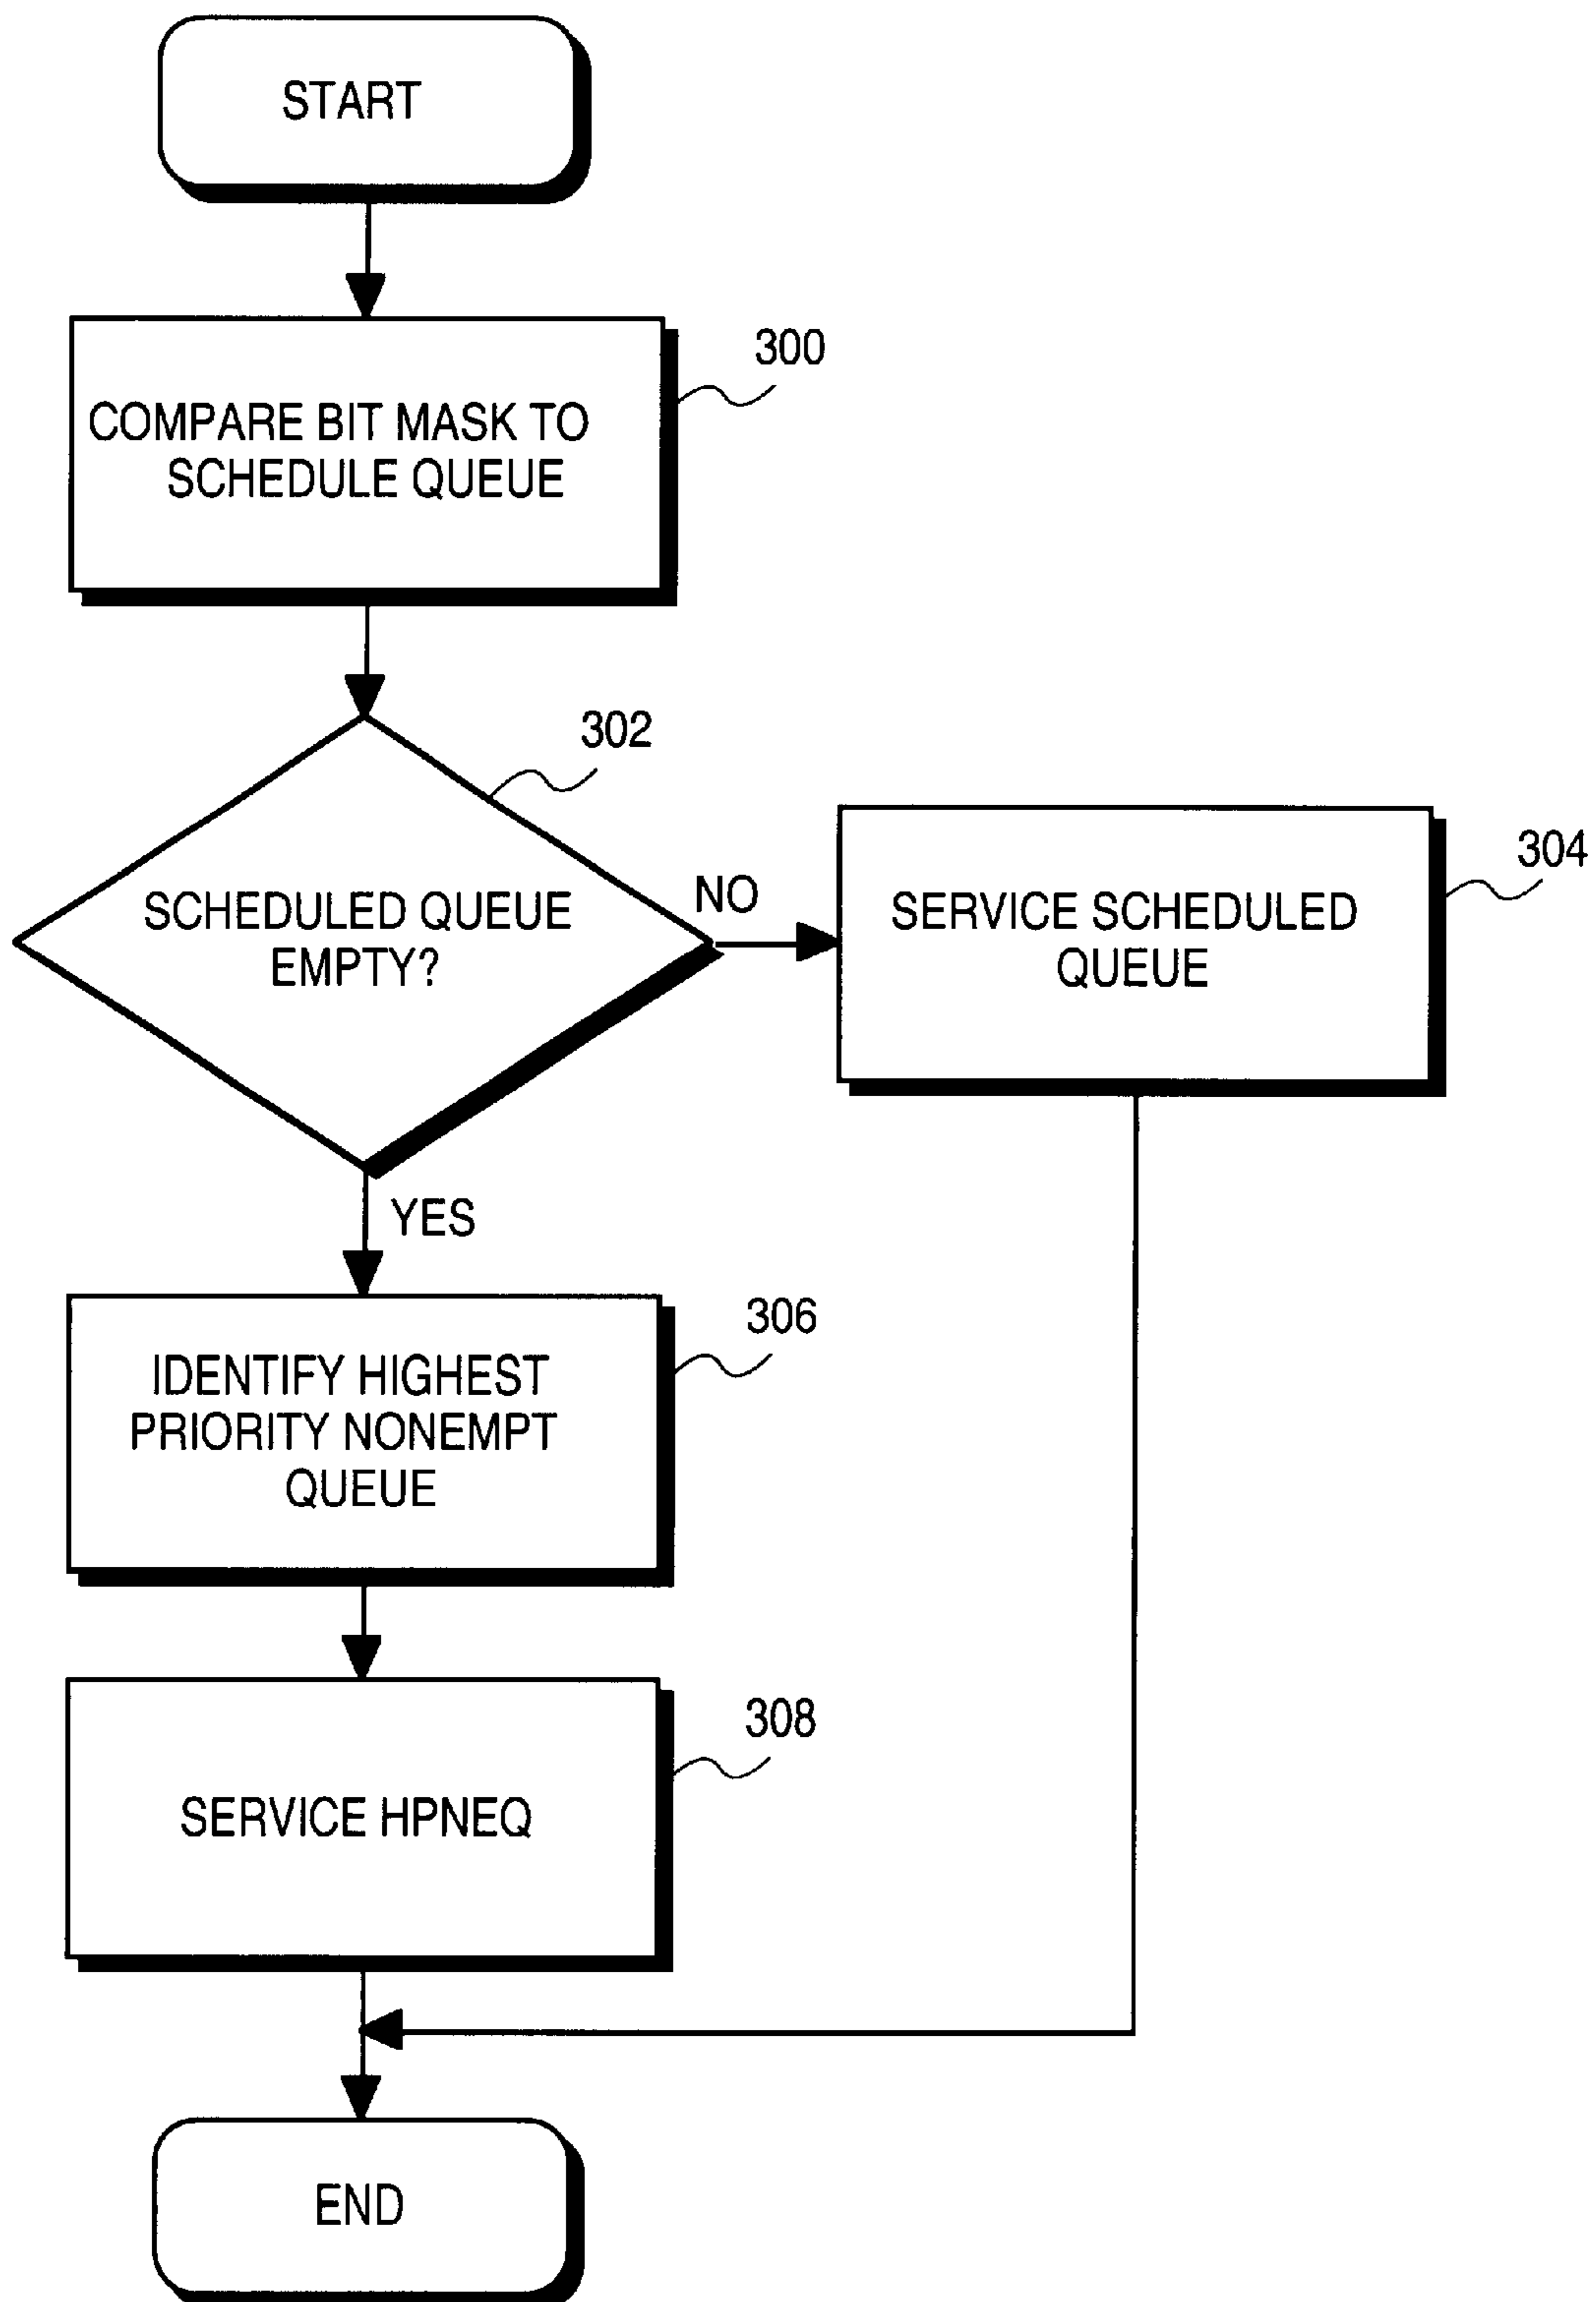 START
300
COMPARE BIT MASK TO
SCHEDULE QUEUE
302
SCHEDULED QUEUE
EMPTY?
NO
304
SERVICE SCHEDULED
QUEUE
YES
306
IDENTIFY HIGHEST
PRIORITY NONEMPT
QUEUE
308
SERVICE HPNEQ
END